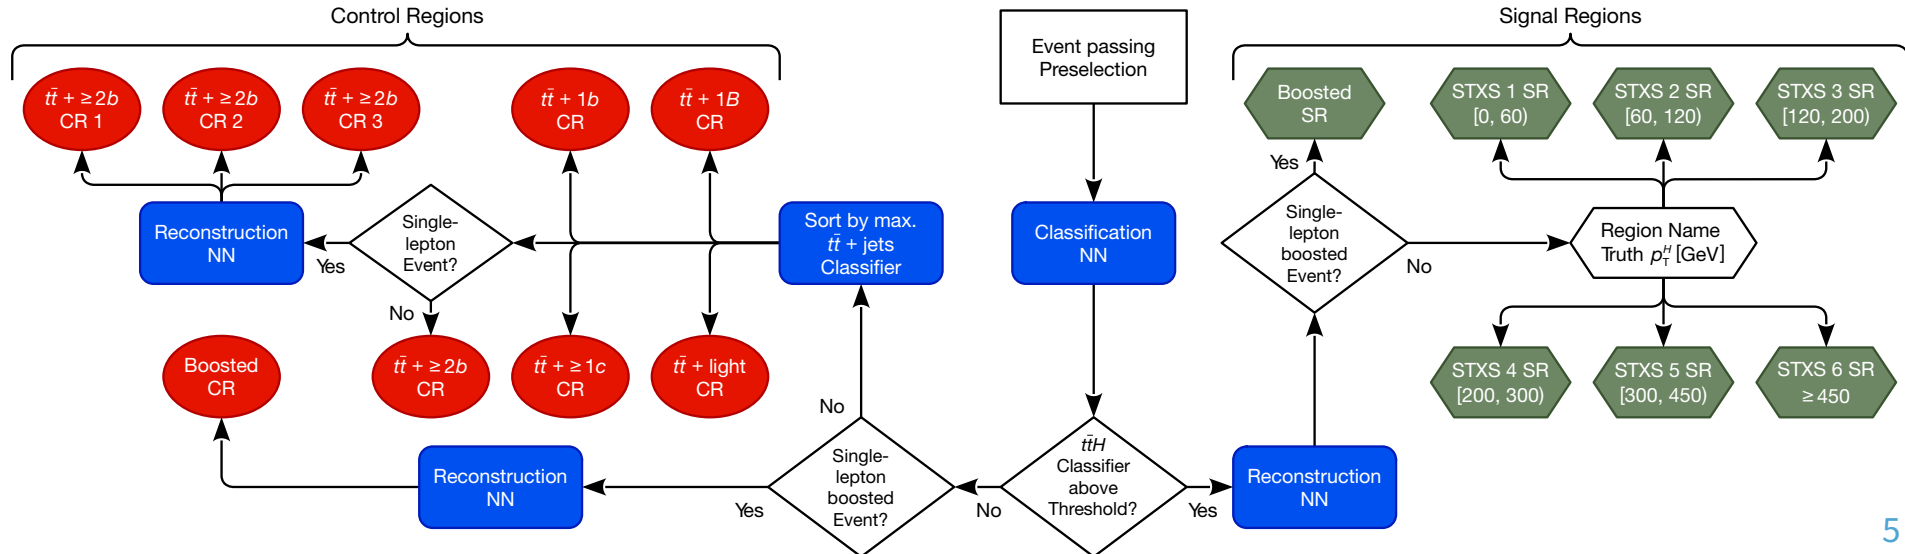 Control Regions
Signal Regions
Event passing
Preselection
tt̄ + ≥ 2b
CR 1
tt̄ + ≥ 2b
CR 2
tt̄ + ≥ 2b
CR 3
tt̄ + 1b
CR
tt̄ + 1B
CR
Boosted
SR
STXS 1 SR
[0, 60)
STXS 2 SR
[60, 120)
STXS 3 SR
[120, 200)
Yes
Reconstruction
NN
Yes
Single-
lepton
Event?
No
Sort by max.
tt̄ + jets
Classifier
Classification
NN
Single-
lepton
boosted
Event?
No
Region Name
Truth p_T^H [GeV]
Boosted
CR
tt̄ + ≥ 2b
CR
tt̄ + ≥ 1c
CR
tt̄ + light
CR
STXS 4 SR
[200, 300)
STXS 5 SR
[300, 450)
STXS 6 SR
≥ 450
No
Reconstruction
NN
Yes
Single-
lepton
boosted
Event?
No
tt̄H
Classifier
above
Threshold?
Yes
Reconstruction
NN
5